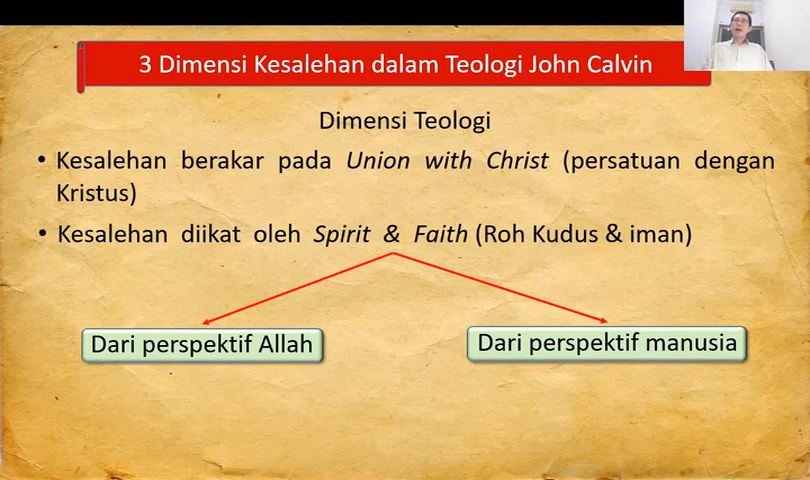 3 Dimensi Kesalehan dalam Teologi John Calvin
Dimensi Teologi
• Kesalehan berakar pada Union with Christ (persatuan dengan
Kristus)
• Kesalehan diikat oleh Spirit & Faith (Roh Kudus & iman)
Dari perspektif Allah
Dari perspektif manusia